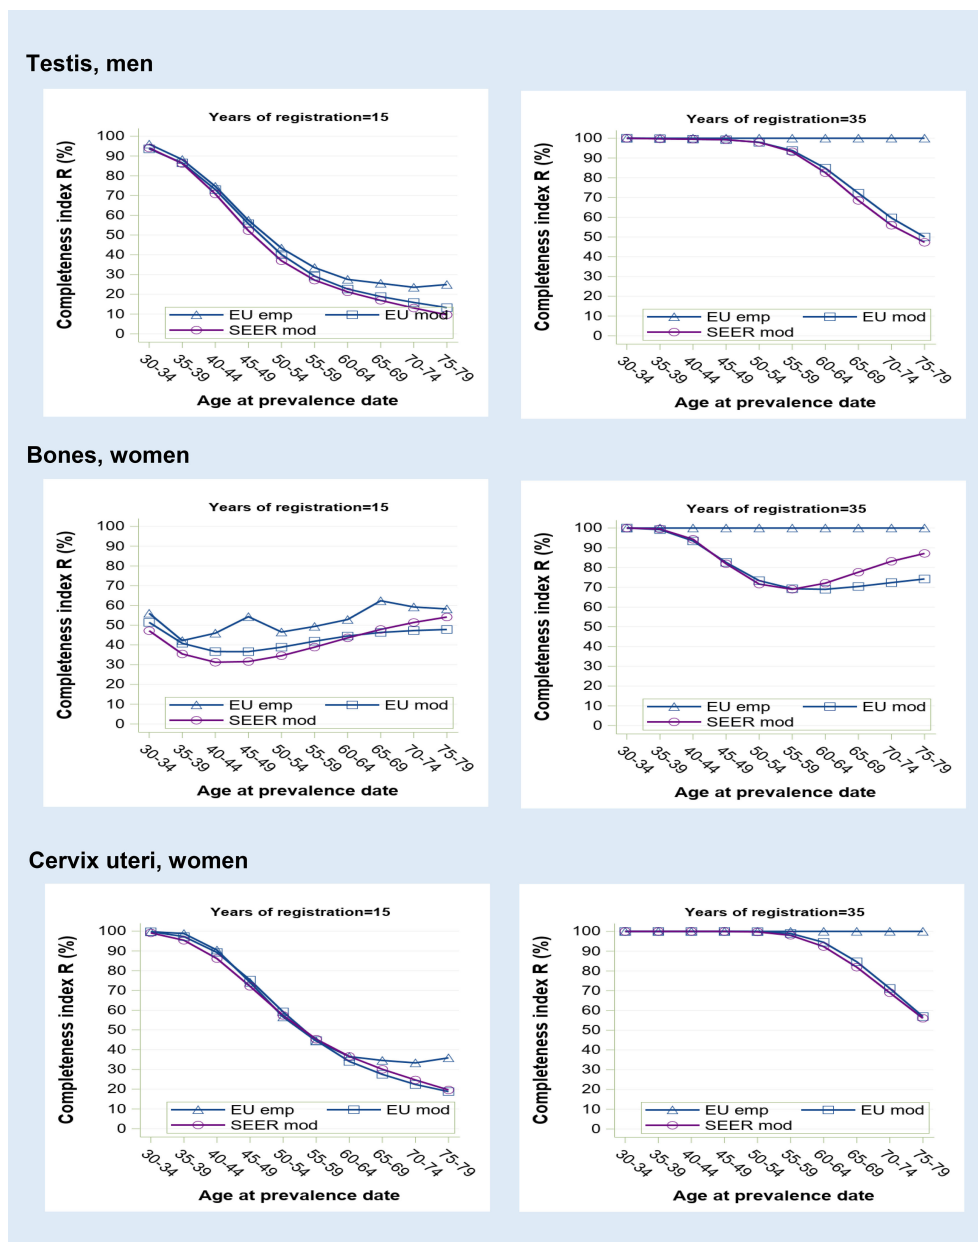 Testis, men
Years of registration=15
Completeness index R (%)
100
90
80
70
60
50
40
30
20
10
0
EU emp EU mod
SEER mod
30-34 35-39 40-44 45-49 50-54 55-59 60-64 65-69 70-74 75-79
Age at prevalence date
Years of registration=35
Completeness index R (%)
100
90
80
70
60
50
40
30
20
10
0
EU emp EU mod
SEER mod
30-34 35-39 40-44 45-49 50-54 55-59 60-64 65-69 70-74 75-79
Age at prevalence date
Bones, women
Years of registration=15
Completeness index R (%)
100
90
80
70
60
50
40
30
20
10
0
EU emp EU mod
SEER mod
30-34 35-39 40-44 45-49 50-54 55-59 60-64 65-69 70-74 75-79
Age at prevalence date
Years of registration=35
Completeness index R (%)
100
90
80
70
60
50
40
30
20
10
0
EU emp EU mod
SEER mod
30-34 35-39 40-44 45-49 50-54 55-59 60-64 65-69 70-74 75-79
Age at prevalence date
Cervix uteri, women
Years of registration=15
Completeness index R (%)
100
90
80
70
60
50
40
30
20
10
0
EU emp EU mod
SEER mod
30-34 35-39 40-44 45-49 50-54 55-59 60-64 65-69 70-74 75-79
Age at prevalence date
Years of registration=35
Completeness index R (%)
100
90
80
70
60
50
40
30
20
10
0
EU emp EU mod
SEER mod
30-34 35-39 40-44 45-49 50-54 55-59 60-64 65-69 70-74 75-79
Age at prevalence date